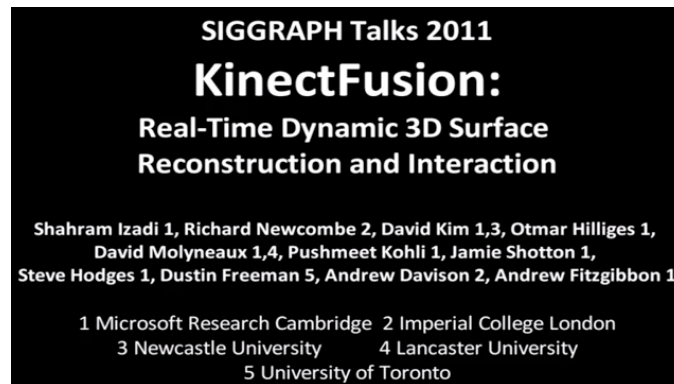 SIGGRAPH Talks 2011
KinectFusion:
Real-Time Dynamic 3D Surface
Reconstruction and Interaction
Shahram Izadi 1, Richard Newcombe 2, David Kim 1,3, Otmar Hilliges 1,
David Molyneaux 1,4, Pushmeet Kohli 1, Jamie Shotton 1,
Steve Hodges 1, Dustin Freeman 5, Andrew Davison 2, Andrew Fitzgibbon 1
1 Microsoft Research Cambridge 2 Imperial College London
3 Newcastle University 4 Lancaster University
5 University of Toronto